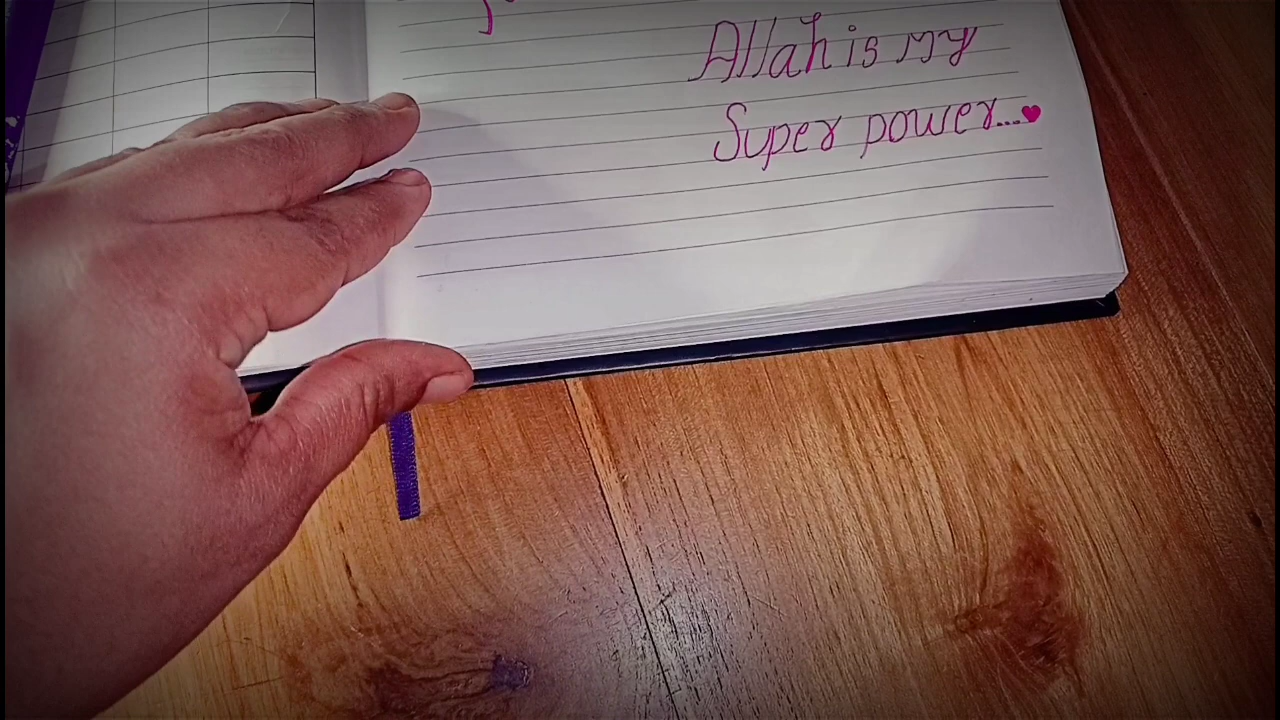 Allah is my
Super power...♥